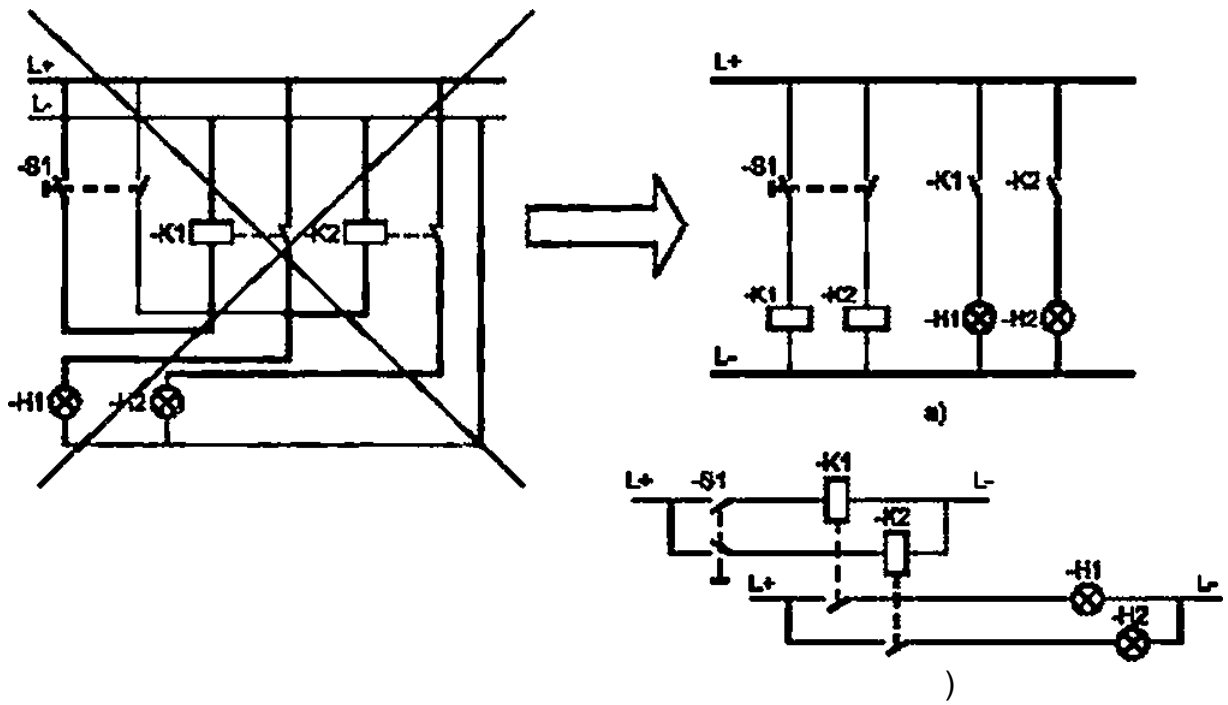 L+
L-
-S1
-K1
-K2
-H1
-H2
L+
-S1
-K1
-K2
-K1
-K2
-H1
-H2
L-
а)
L+
-S1
-K1
L-
-K2
L+
-H1
L-
-H2
)